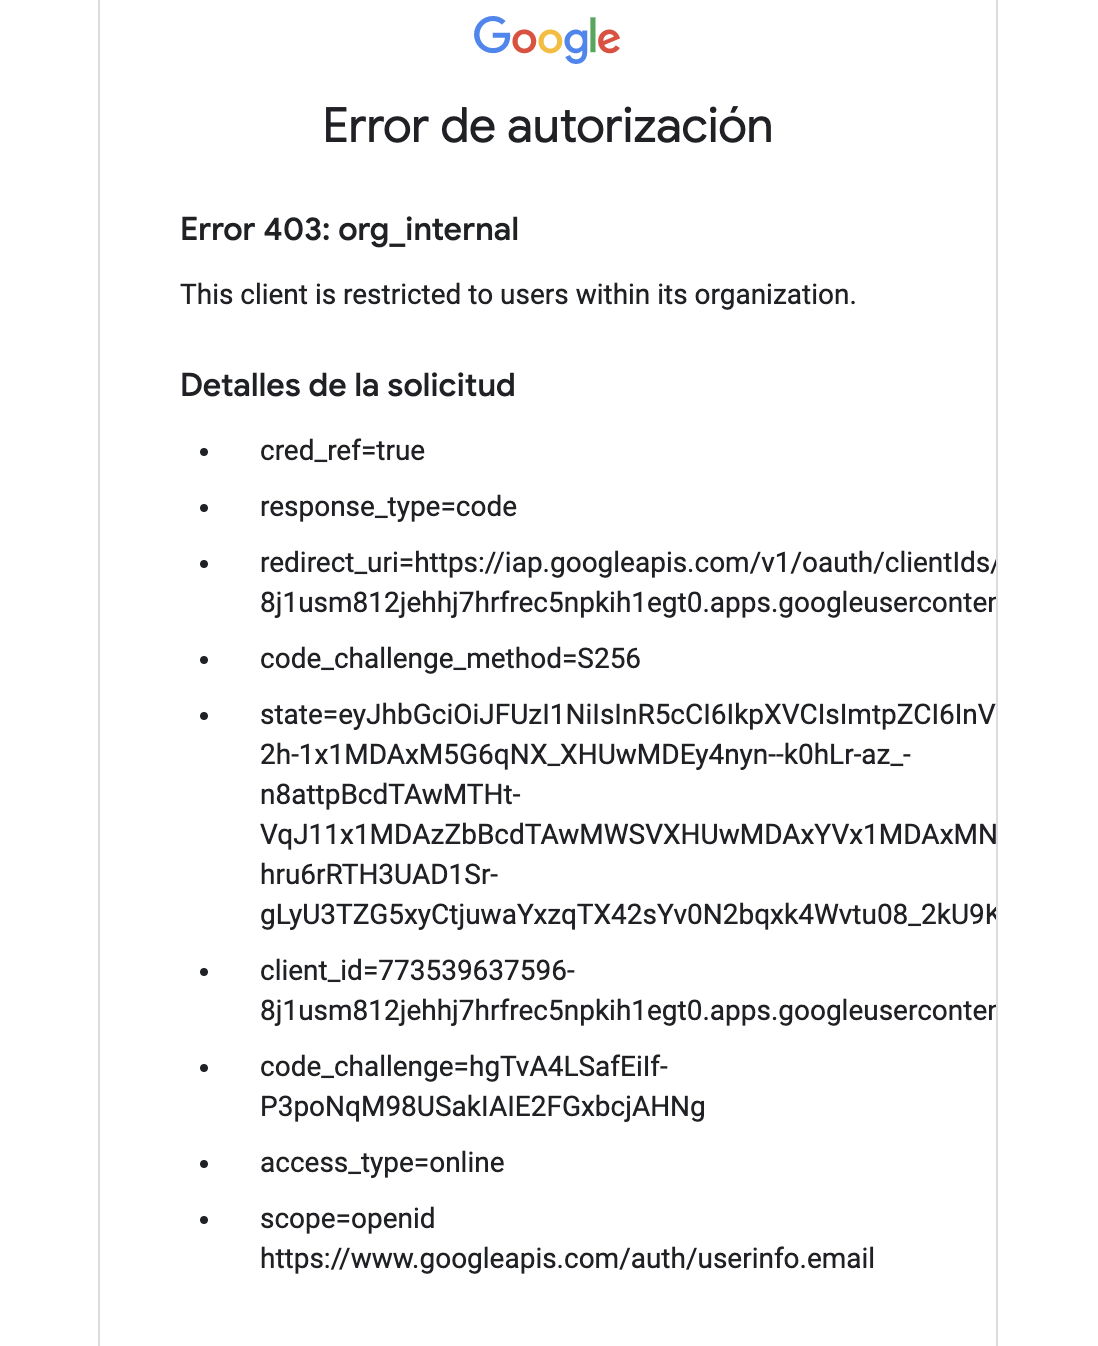 Google
Error de autorización
Error 403: org_internal
This client is restricted to users within its organization.
Detalles de la solicitud
cred_ref=true
response_type=code
redirect_uri=https://iap.googleapis.com/v1/oauth/clientIds/
8j1usm812jehhj7hrfrec5npkih1egt0.apps.googleuserconten
code_challenge_method=S256
state=eyJhbGciOiJFUzI1NiIsInR5cCI6IkpXVCIsImtpZCI6InV
2h-1x1MDAxM5G6qNX_XHUwMDEy4nyn--k0hLr-az_-
n8attpBcdTAwMTHt-
VqJ11x1MDAzZbBcdTAwMWSVXHUwMDAxYVx1MDAxMN
hru6rRTH3UAD1Sr-
gLyU3TZG5xyCtjuwaYxzqTX42sYv0N2bqxk4Wvtu08_2kU9K
client_id=773539637596-
8j1usm812jehhj7hrfrec5npkih1egt0.apps.googleuserconten
code_challenge=hgTvA4LSafEiIf-
P3poNqM98USakIAIE2FGxbcjAHNg
access_type=online
scope=openid
https://www.googleapis.com/auth/userinfo.email